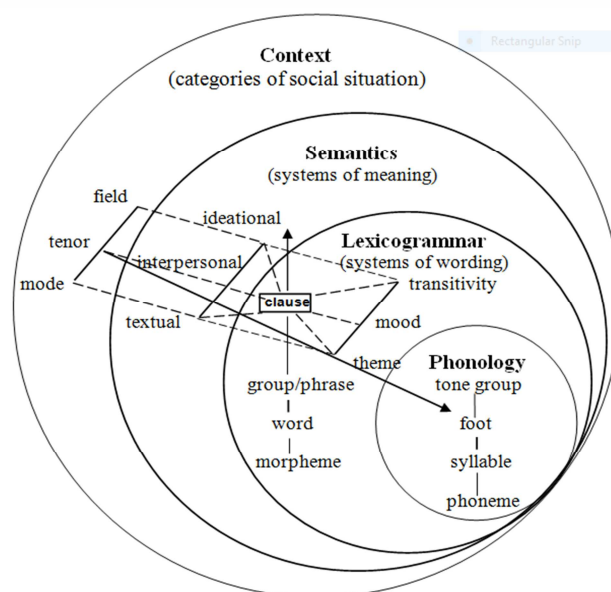 Rectangular Snip
Context
(categories of social situation)
Semantics
(systems of meaning)
field
ideational
tenor
Lexicogrammar
interpersonal
(systems of wording)
mode
transitivity
clause
textual
mood
theme
Phonology
group/phrase
tone group
word
foot
morpheme
syllable
phoneme